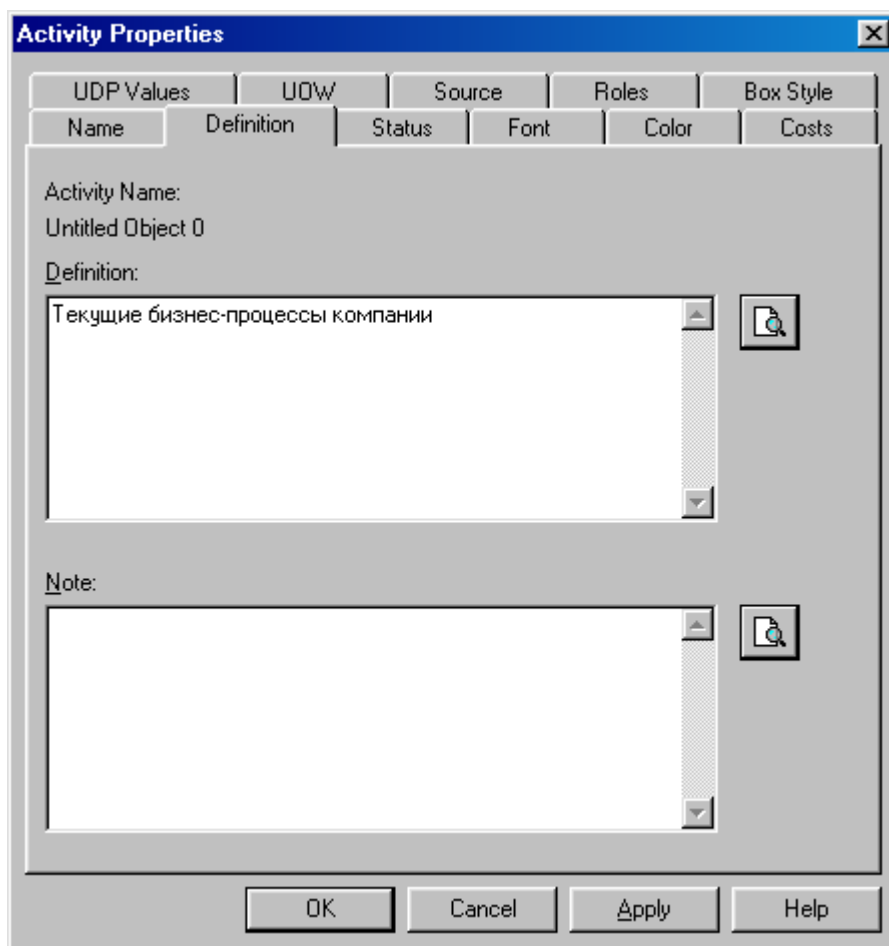 Activity Properties
UDP Values UOW Source Roles Box Style
Name Definition Status Font Color Costs
Activity Name:
Untitled Object 0
Definition:
Текущие бизнес-процессы компании
Note:
OK Cancel Apply Help